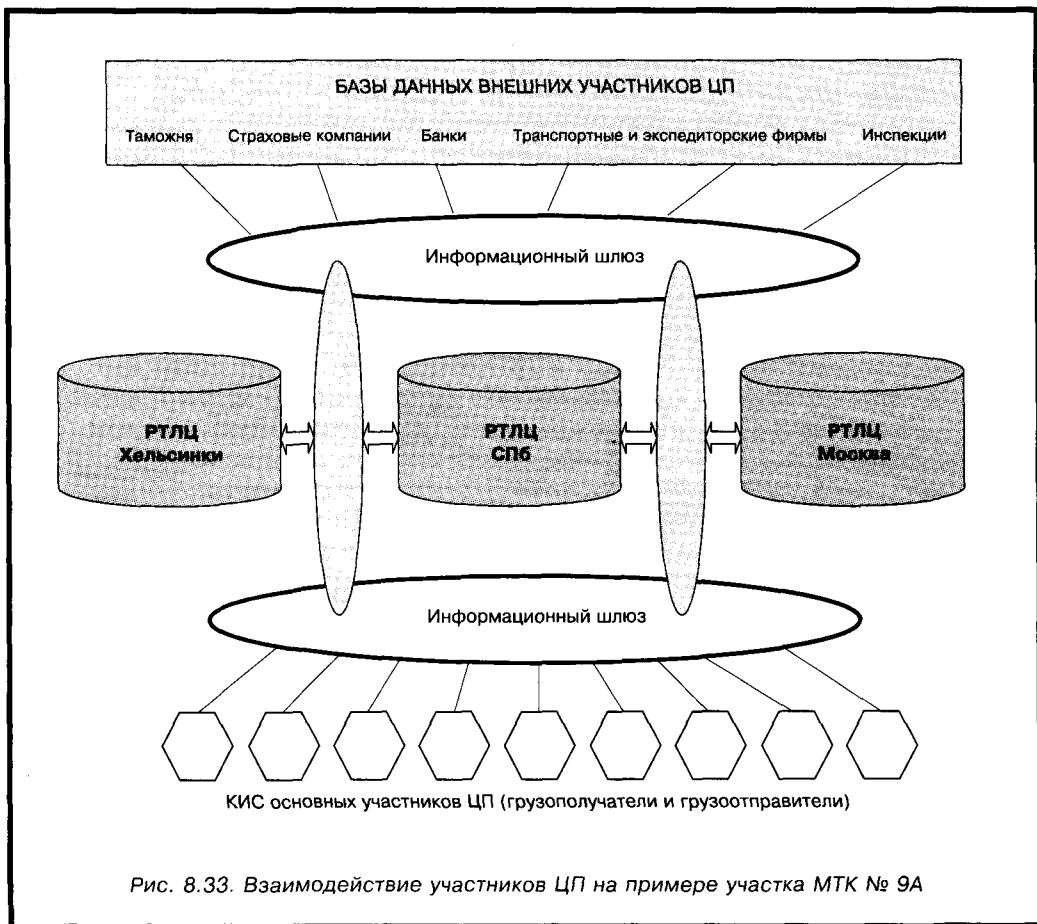 БАЗЫ ДАННЫХ ВНЕШНИХ УЧАСТНИКОВ ЦП
Таможня Страховые компании Банки Транспортные и экспедиторские фирмы Инспекции
Информационный шлюз
РТЛЦ
Хельсинки
РТЛЦ
СПб
РТЛЦ
Москва
Информационный шлюз
КИС основных участников ЦП (грузополучатели и грузоотправители)
Рис. 8.33. Взаимодействие участников ЦП на примере участка МТК № 9А